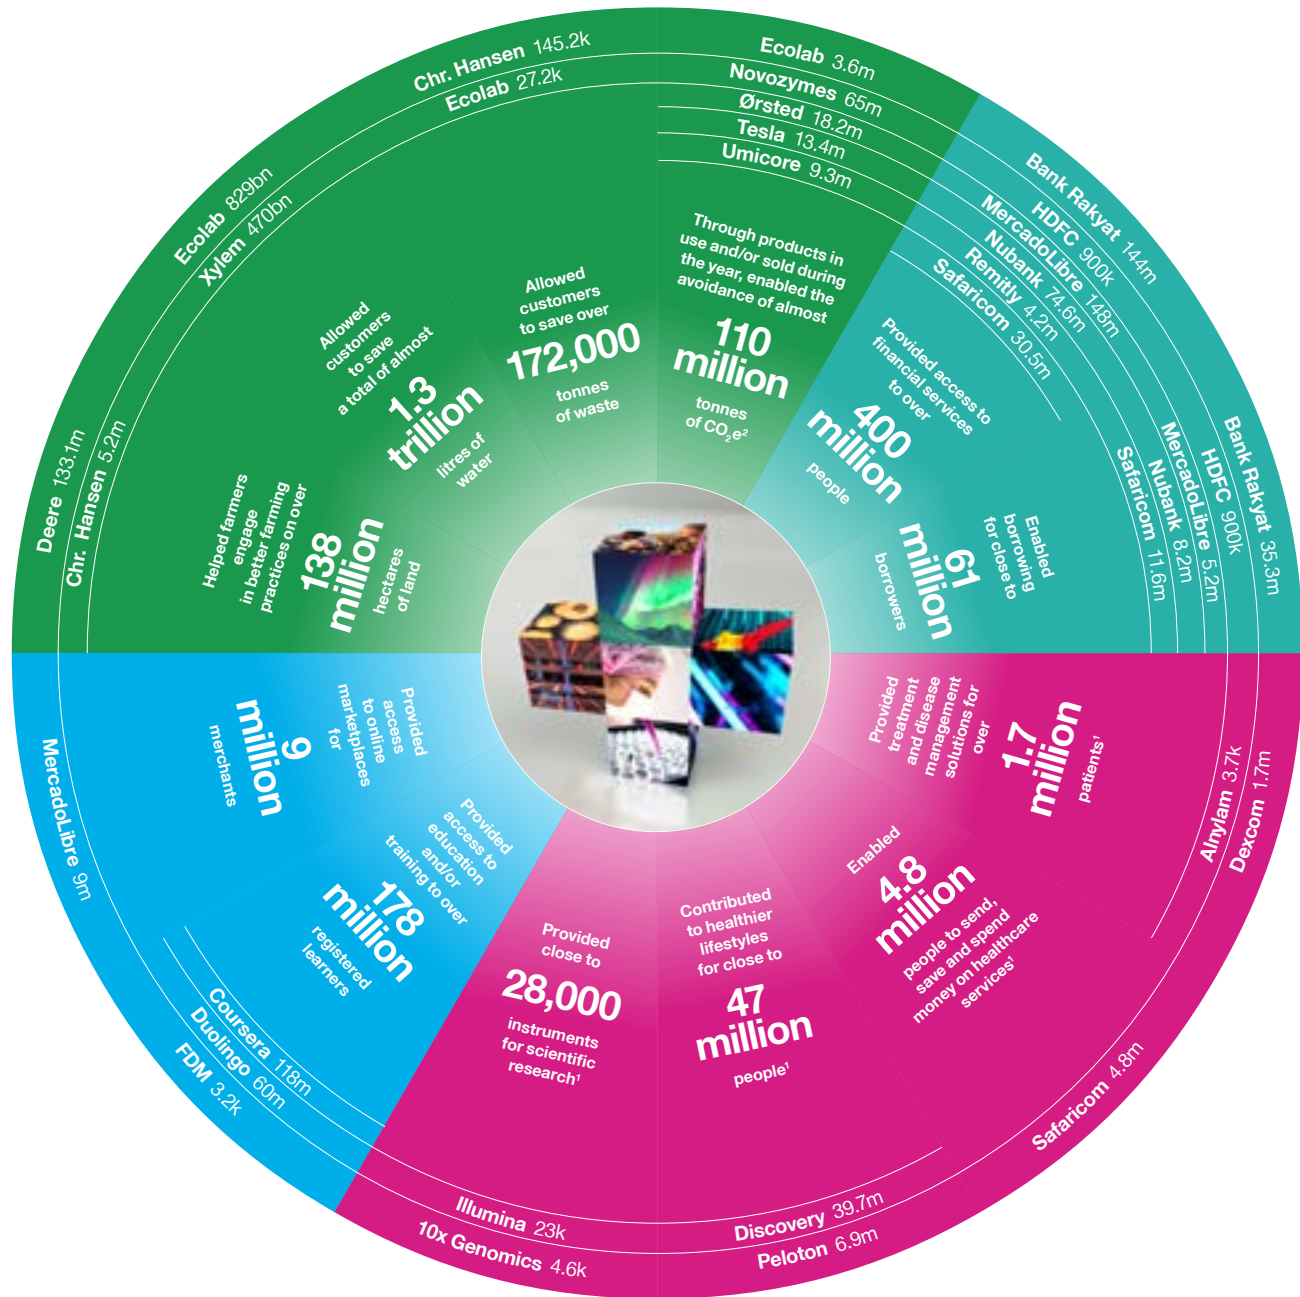 Ecolab 3.6m
Novozymes 65m
Ørsted 18.2m
Tesla 13.4m
Umicore 9.3m
Through products in
use and/or sold during
the year, enabled the
avoidance of almost
110
million
tonnes
of CO₂e²
Bank Rakyat 144m
HDFC 900k
MercadoLibre 148m
Nubank 74.6m
Remitly 4.2m
Safaricom 30.5m
Provided access to
financial services
to over
400
million
people
Bank Rakyat 35.3m
HDFC 900k
MercadoLibre 5.2m
Nubank 8.2m
Safaricom 11.6m
Enabled
borrowing
for close to
61
million
borrowers
Provided
treatment
and disease
management
solutions for
over
1.7
million
patients¹
Alnylam 3.7k
Dexcom 1.7m
Enabled
4.8
million
people to send,
save and spend
money on healthcare
services¹
Safaricom 4.8m
Contributed
to healthier
lifestyles
for close to
47
million
people¹
Discovery 39.7m
Peloton 6.9m
Provided
close to
28,000
instruments
for scientific
research¹
Illumina 23k
10x Genomics 4.6k
Provided
access to
education
and/or
training to over
178
million
registered
learners
Coursera 118m
Duolingo 60m
FDM 3.2k
Provided
access
to online
marketplaces
for
9
million
merchants
MercadoLibre 9m
Deere 133.1m
Chr. Hansen 5.2m
Helped farmers
engage
in better farming
practices on over
138
million
hectares
of land
Ecolab 829bn
Xylem 470bn
Allowed
customers
to save
a total of almost
1.3
trillion
litres of
water
Chr. Hansen 145.2k
Ecolab 27.2k
Allowed
customers
to save over
172,000
tonnes
of waste